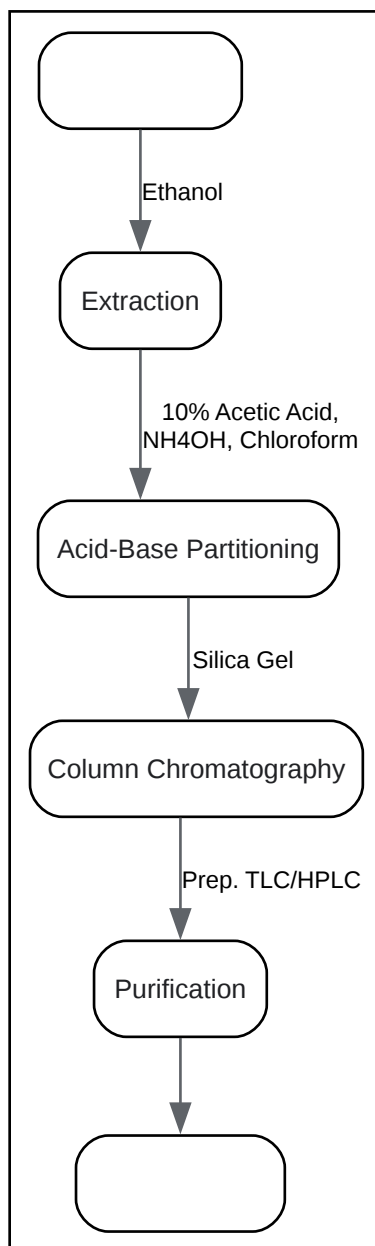 Ethanol
Extraction
10% Acetic Acid,
NH4OH, Chloroform
Acid-Base Partitioning
Silica Gel
Column Chromatography
Prep. TLC/HPLC
Purification